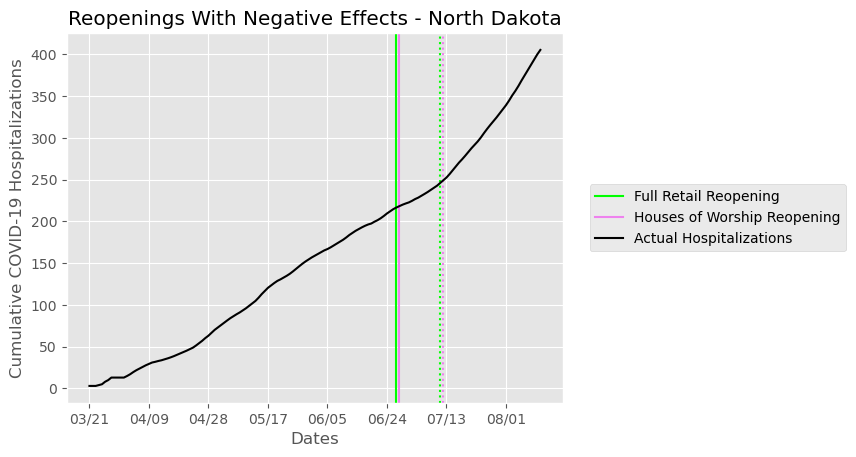 Reopenings With Negative Effects - North Dakota
Cumulative COVID-19 Hospitalizations
400
350
300
250
200
150
100
50
0
03/21 04/09 04/28 05/17 06/05 06/24 07/13 08/01
Dates
Full Retail Reopening
Houses of Worship Reopening
Actual Hospitalizations